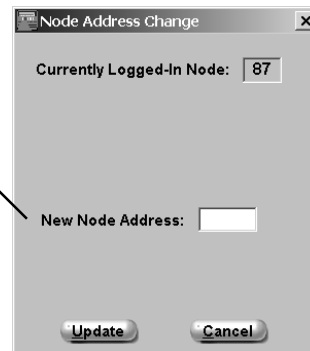 Node Address Change
Currently Logged-In Node: 87
New Node Address:
Update Cancel